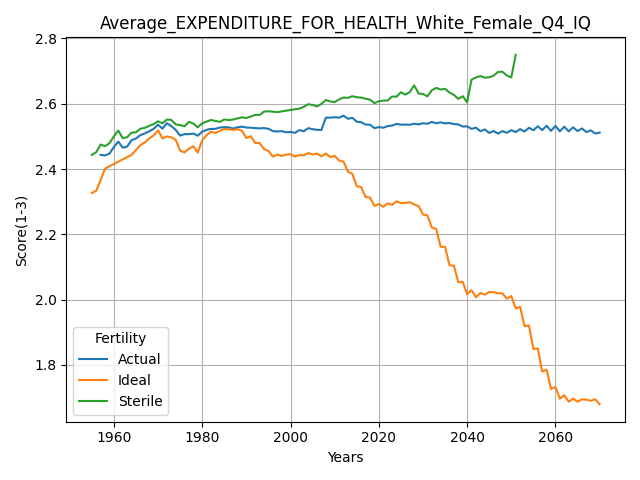 Average_EXPENDITURE_FOR_HEALTH_White_Female_Q4_IQ
2.8
2.6
2.4
2.2
2.0
1.8
Score(1-3)
Fertility
Actual
Ideal
Sterile
1960 1980 2000 2020 2040 2060
Years